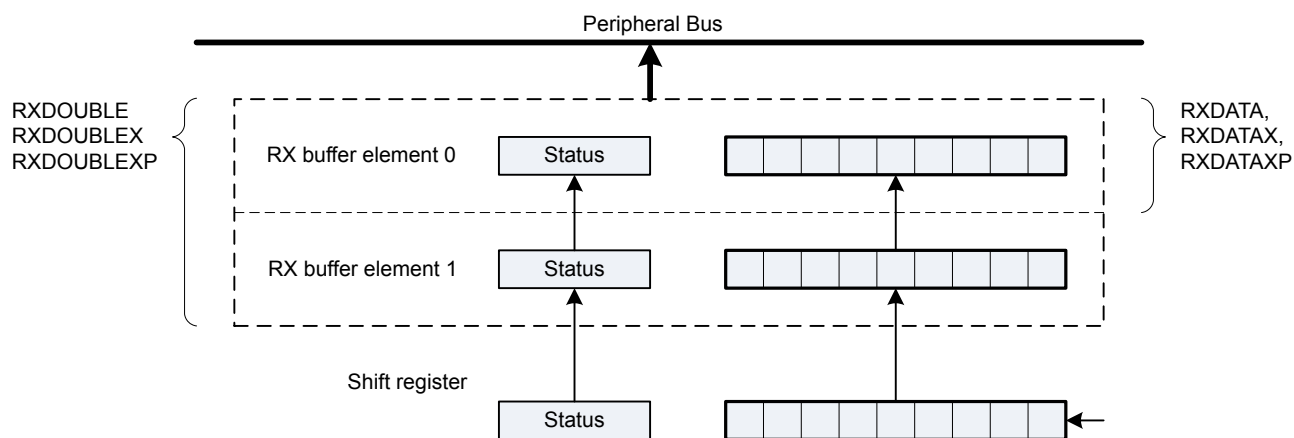 Peripheral Bus
RXDOUBLE
RXDOUBLEX
RXDOUBLEXP
RXDATA,
RXDATAX,
RXDATAXP
RX buffer element 0
Status
RX buffer element 1
Status
Shift register
Status